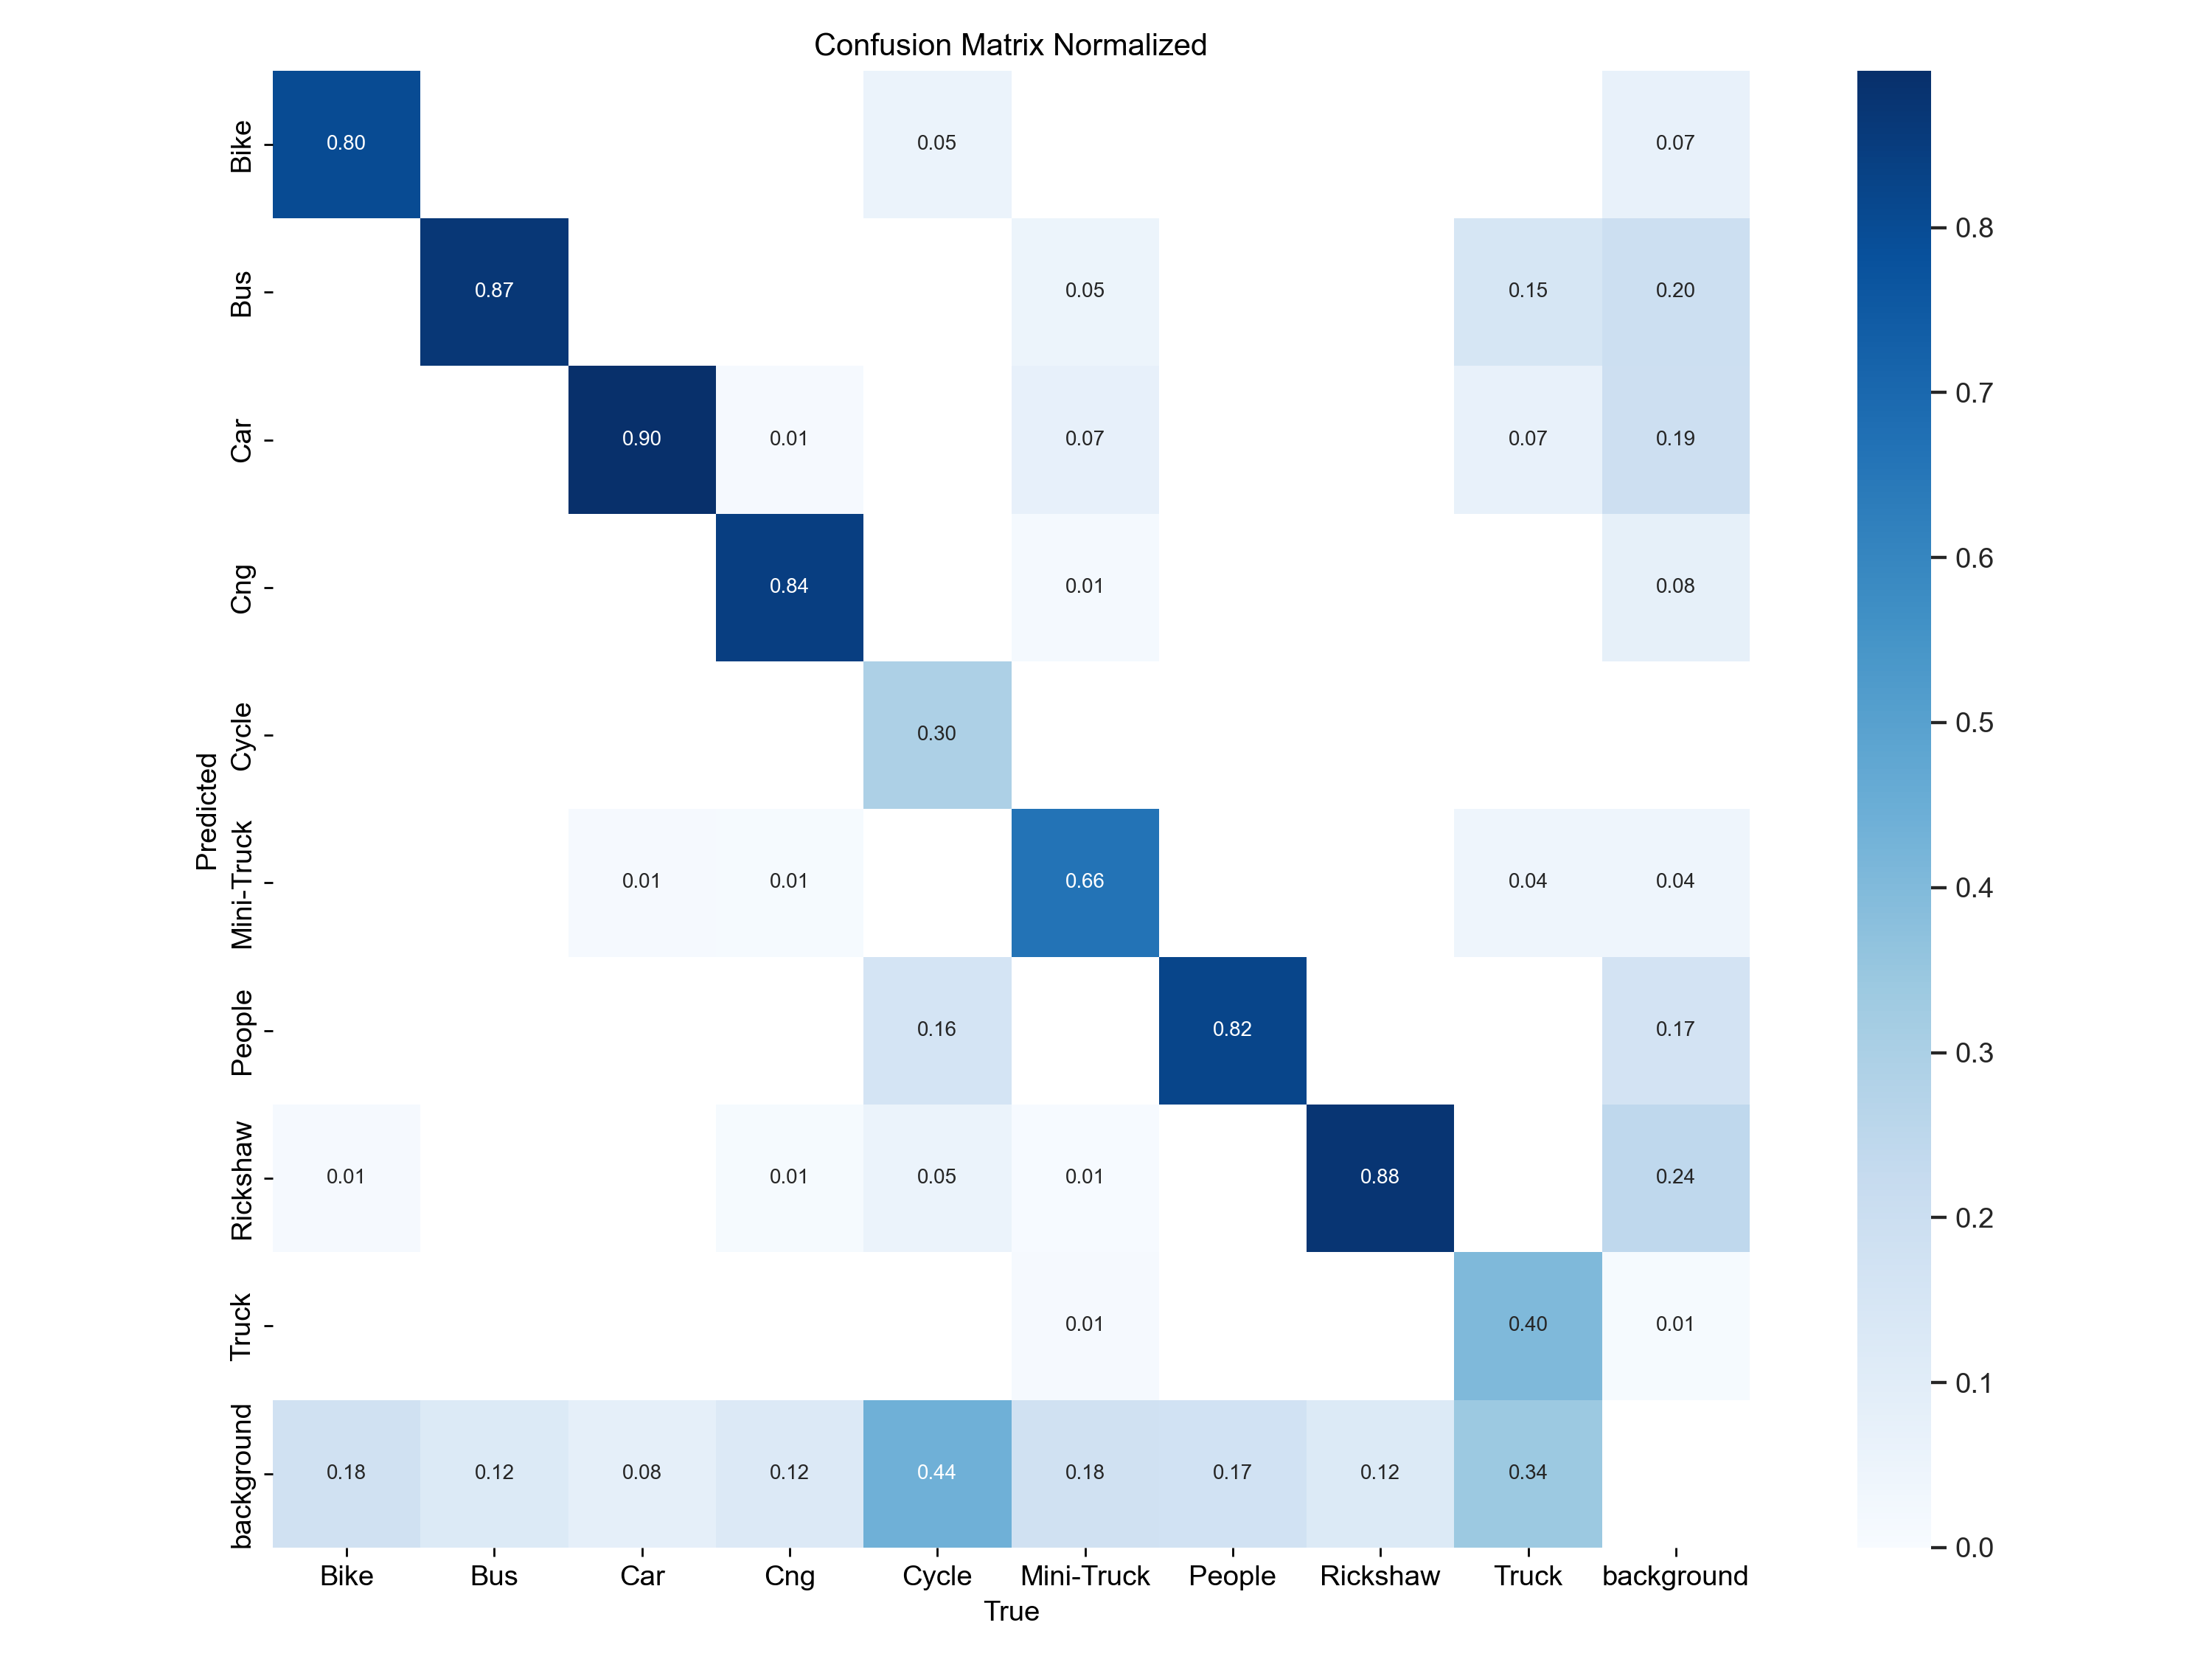 Confusion Matrix Normalized
Bike 0.80 0.05 0.07
Bus 0.87 0.05 0.15 0.20
Car 0.90 0.01 0.07 0.07 0.19
Cng 0.84 0.01 0.08
Cycle 0.30
Mini-Truck 0.01 0.01 0.66 0.04 0.04
People 0.16 0.82 0.17
Rickshaw 0.01 0.01 0.05 0.01 0.88 0.24
Truck 0.01 0.40 0.01
background 0.18 0.12 0.08 0.12 0.44 0.18 0.17 0.12 0.34
Predicted
Bike Bus Car Cng Cycle Mini-Truck People Rickshaw Truck background
True
0.8
0.7
0.6
0.5
0.4
0.3
0.2
0.1
0.0